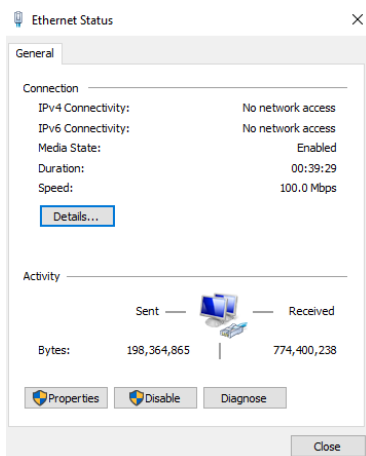 Ethernet Status
General
Connection
IPv4 Connectivity: No network access
IPv6 Connectivity: No network access
Media State: Enabled
Duration: 00:39:29
Speed: 100.0 Mbps
Details...
Activity
Sent Received
Bytes: 198,364,865 774,400,238
Properties Disable Diagnose
Close